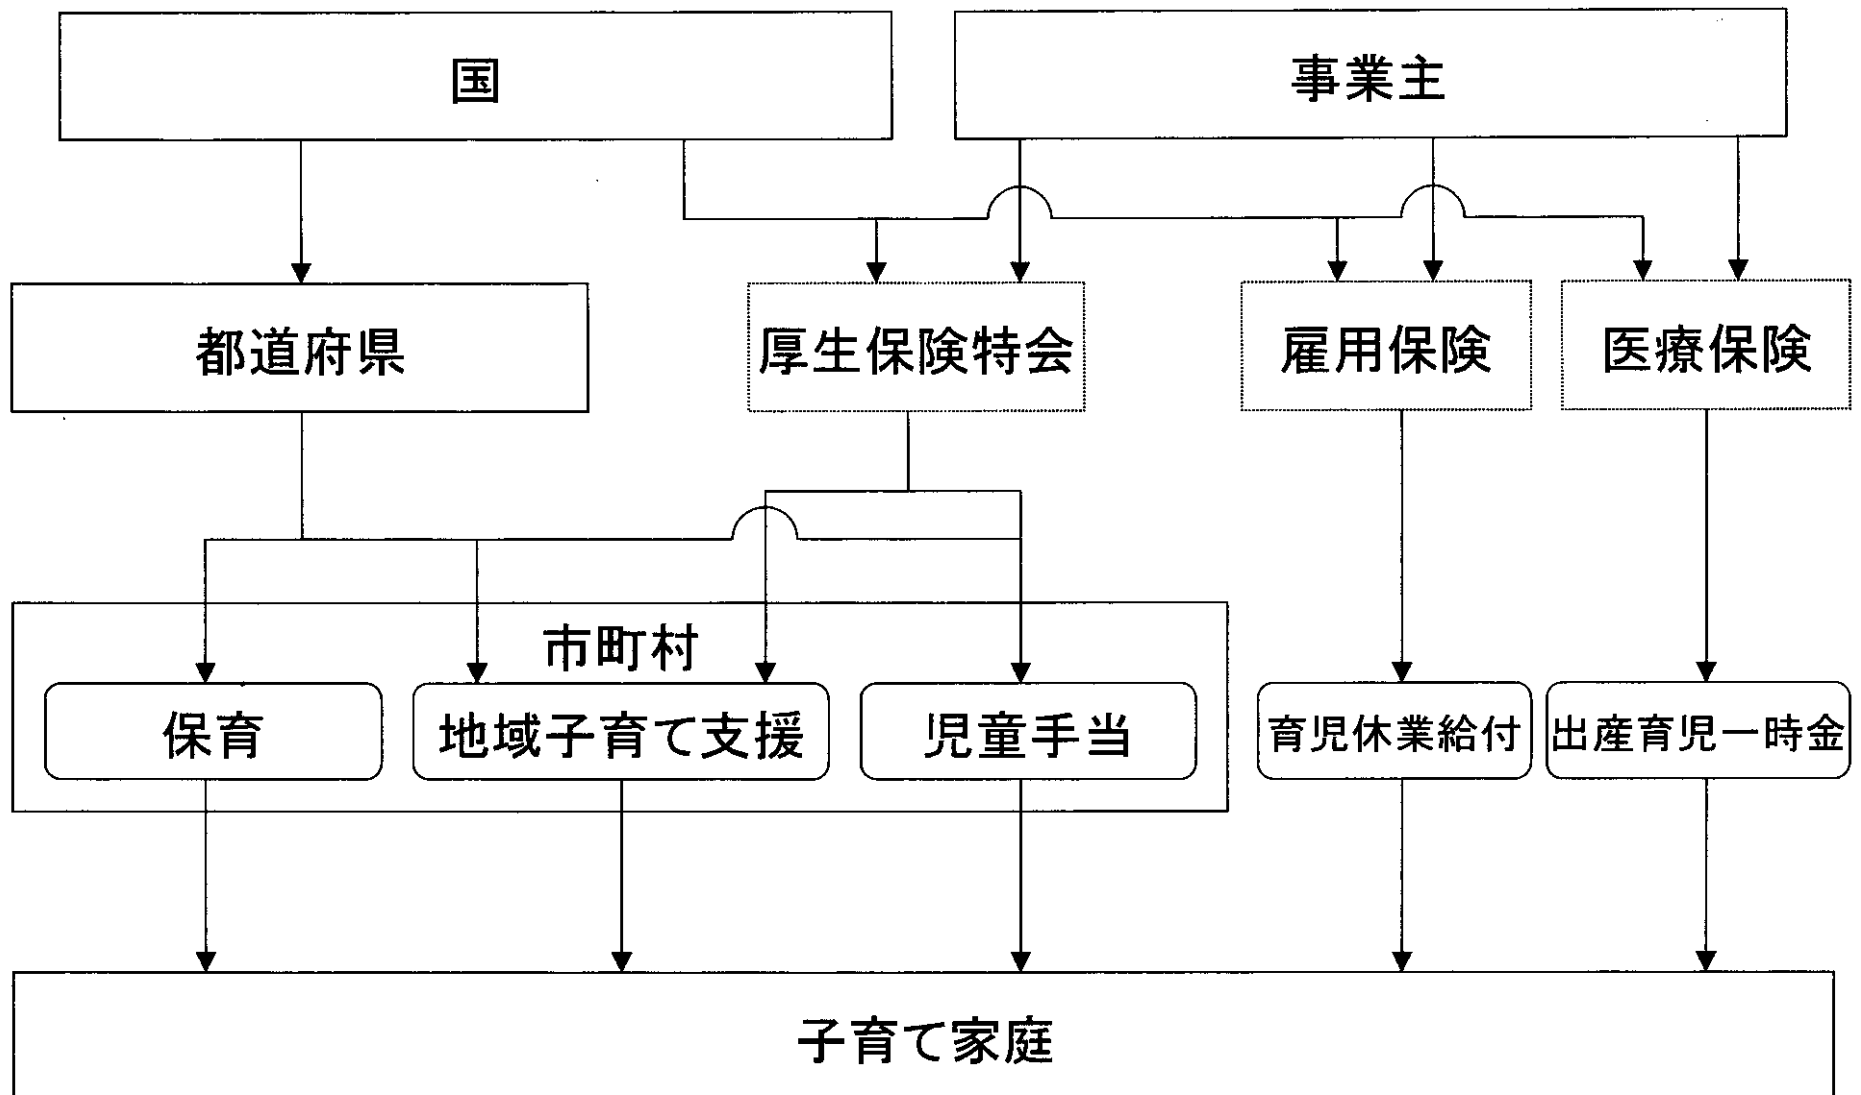 国
事業主
都道府県
厚生保険特会
雇用保険
医療保険
市町村
保育
地域子育て支援
児童手当
育児休業給付
出産育児一時金
子育て家庭